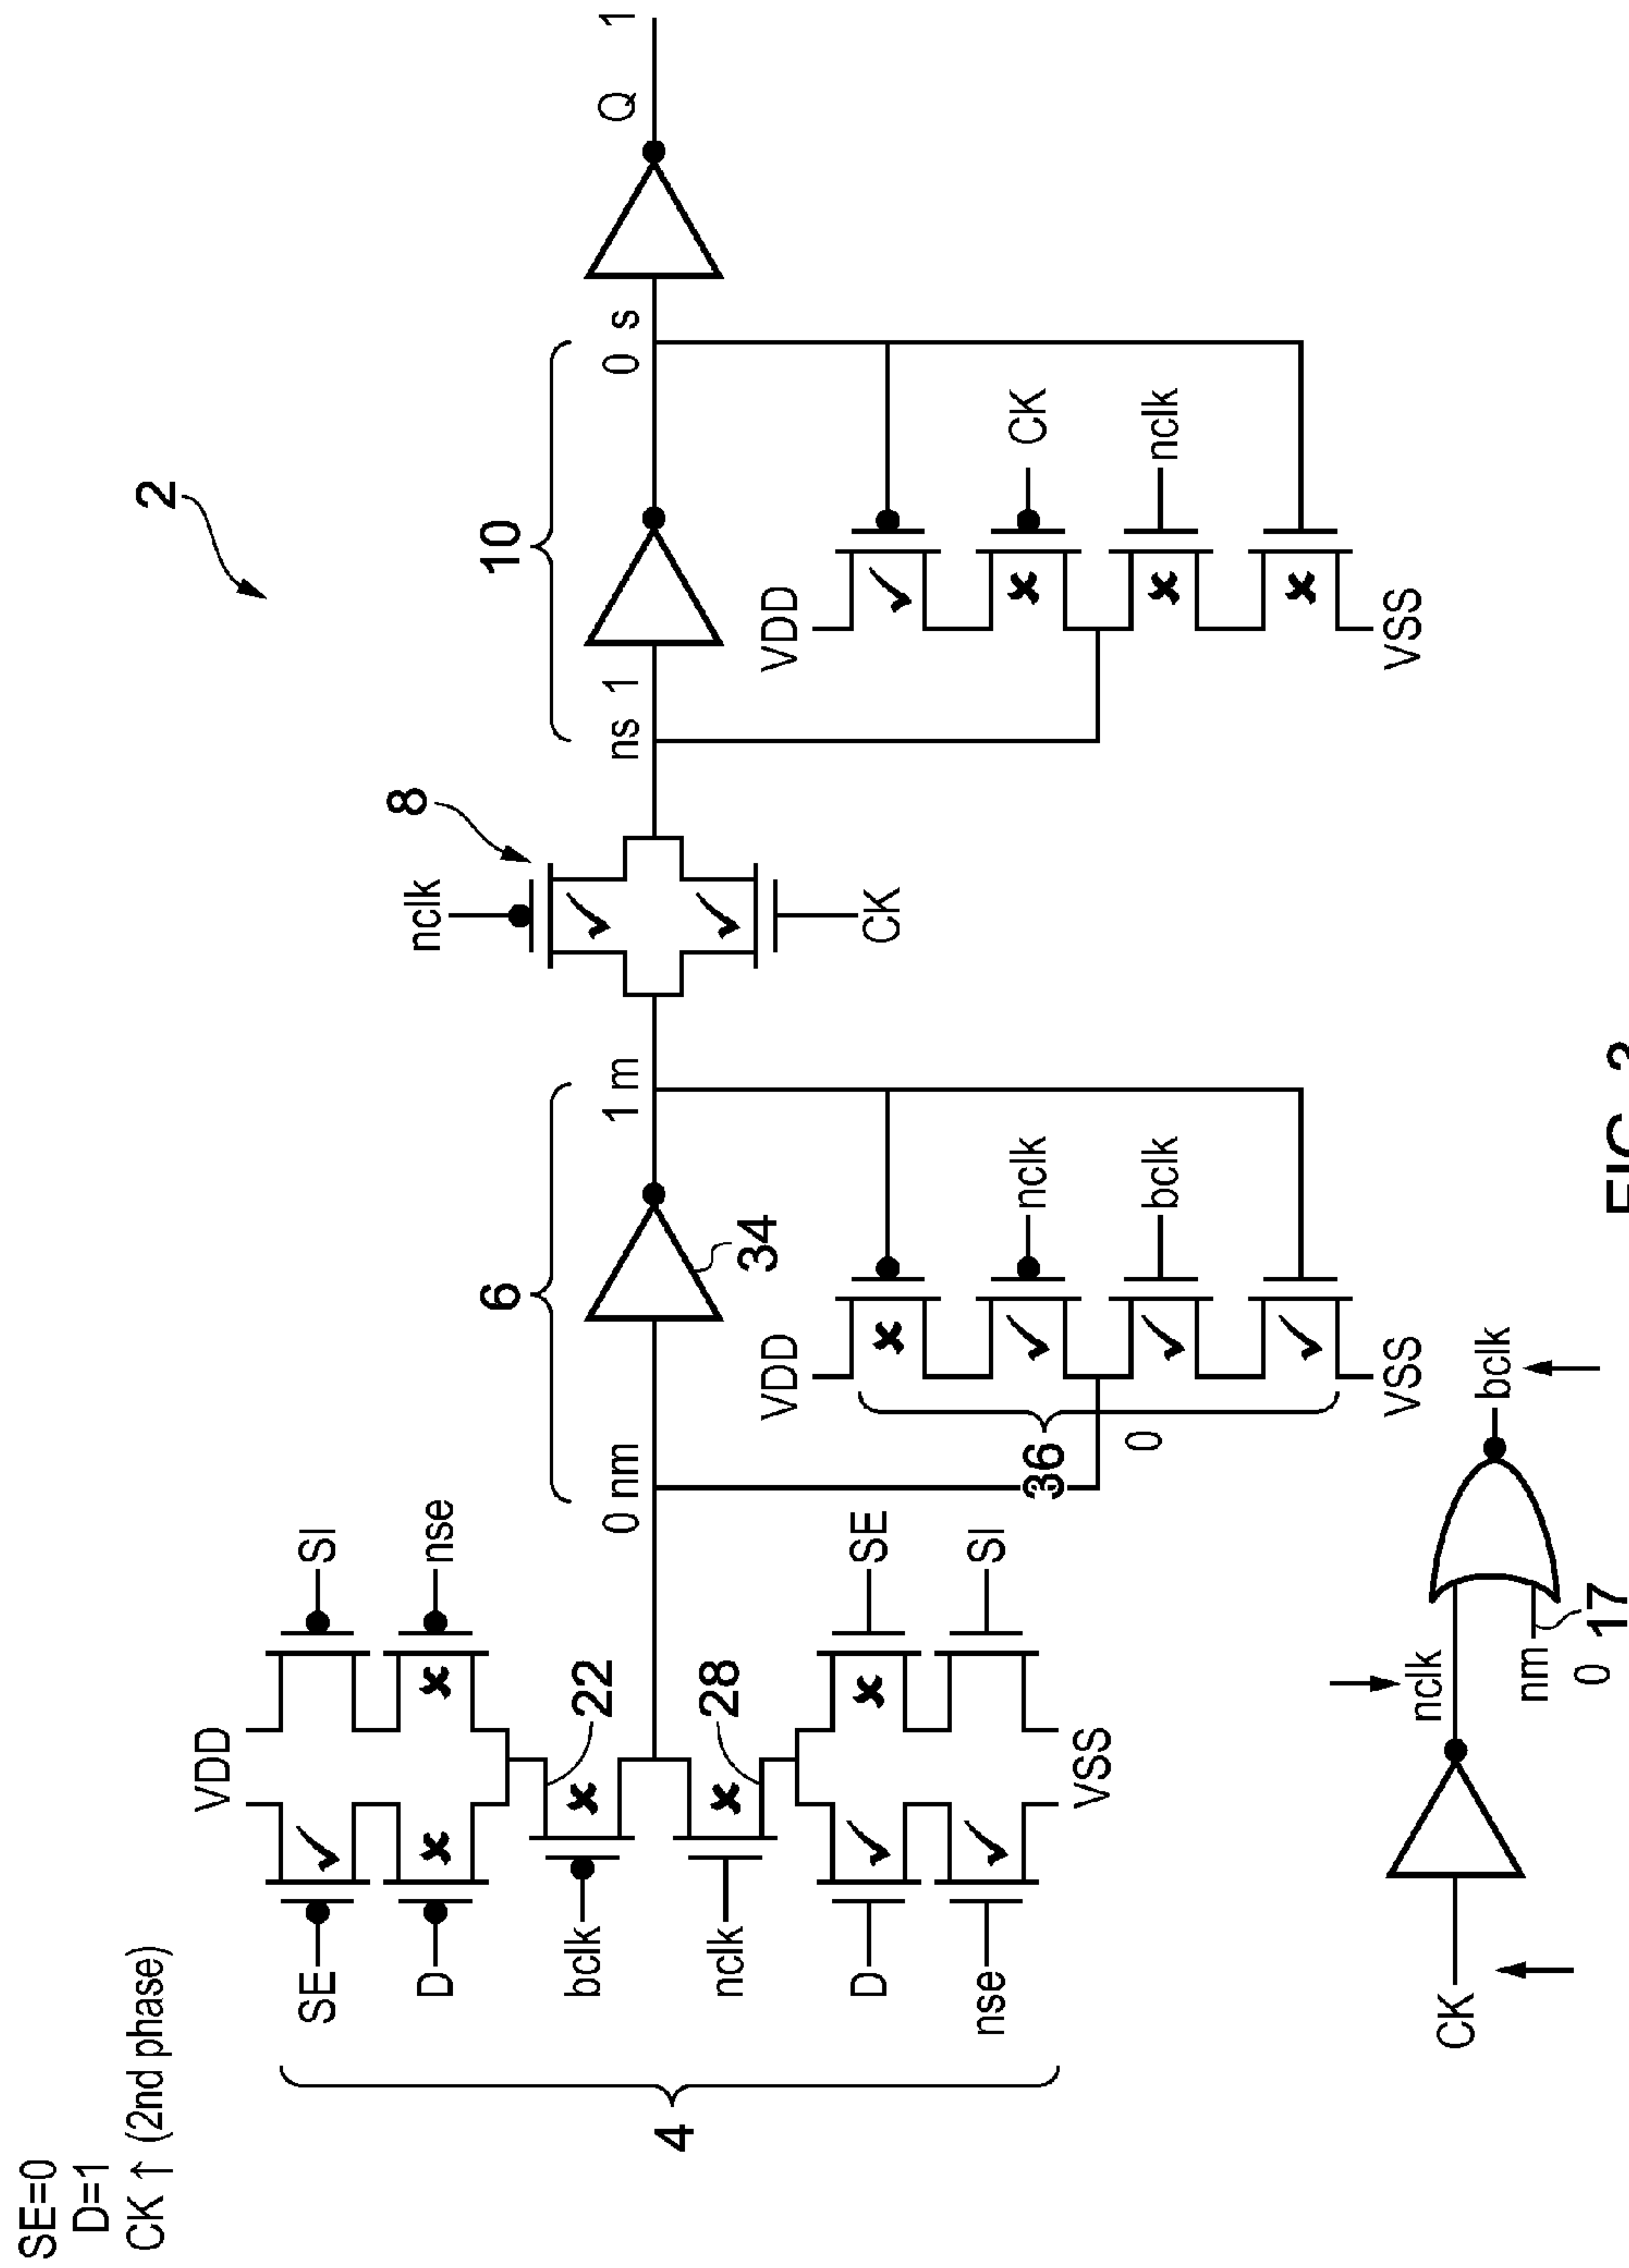 SE=0
D=1
CK ↑ (2nd phase)
2
VDD
SE
SI
D
nse
bclk
22
nclk
28
D
SE
nse
SI
VSS
4
0 nm
6
1 m
34
VDD
nclk
bclk
36
0
VSS
nclk
8
CK
ns 1
10
0 s
VDD
CK
nclk
VSS
Q 1
CK
nclk
nm
0
17
bclk